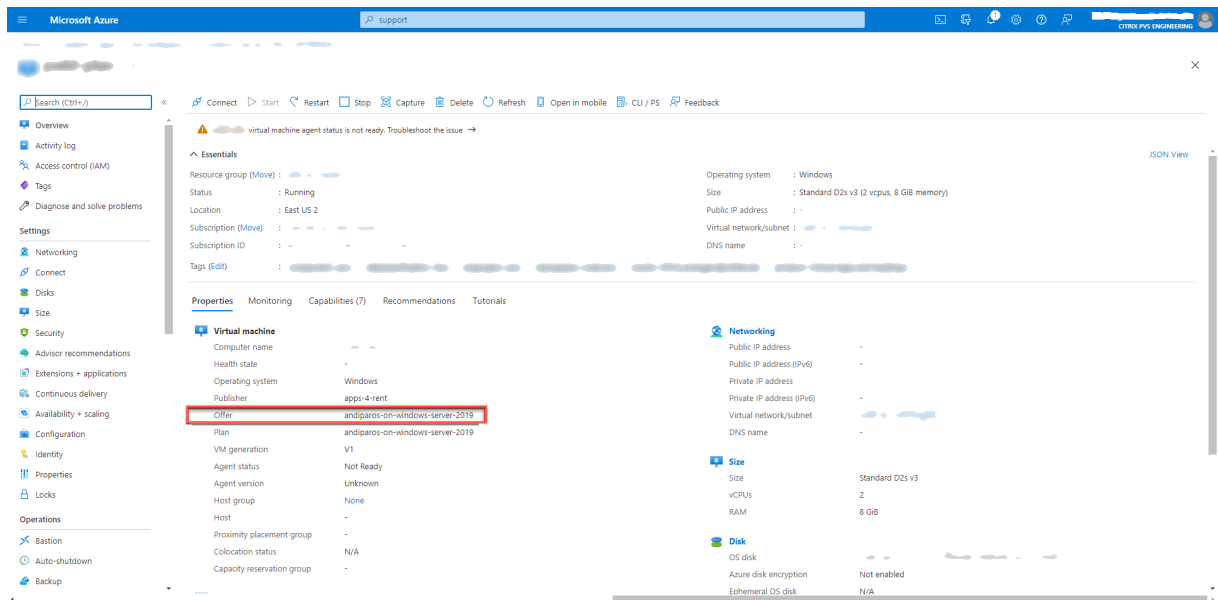 Microsoft Azure
support
1
CITRIX PVS ENGINEERING
Search (Ctrl+/)
«
Connect Start Restart Stop Capture Delete Refresh Open in mobile CLI / PS Feedback
virtual machine agent status is not ready. Troubleshoot the issue →
Overview
Activity log
Access control (IAM)
Tags
Diagnose and solve problems
Settings
Networking
Connect
Disks
Size
Security
Advisor recommendations
Extensions + applications
Continuous delivery
Availability + scaling
Configuration
Identity
Properties
Locks
Operations
Bastion
Auto-shutdown
Backup
Essentials
JSON View
Resource group (Move) :
Status : Running
Location : East US 2
Subscription (Move) :
Subscription ID :
Tags (Edit) :
Operating system : Windows
Size : Standard D2s v3 (2 vcpus, 8 GiB memory)
Public IP address : -
Virtual network/subnet :
DNS name : -
Properties Monitoring Capabilities (7) Recommendations Tutorials
Virtual machine
Computer name
Health state -
Operating system Windows
Publisher apps-4-rent
Offer andiparos-on-windows-server-2019
Plan andiparos-on-windows-server-2019
VM generation V1
Agent status Not Ready
Agent version Unknown
Host group None
Host -
Proximity placement group -
Colocation status N/A
Capacity reservation group -
Networking
Public IP address -
Public IP address (IPv6) -
Private IP address
Private IP address (IPv6) -
Virtual network/subnet
DNS name -
Size
Size Standard D2s v3
vCPUs 2
RAM 8 GiB
Disk
OS disk
Azure disk encryption Not enabled
Ephemeral OS disk N/A